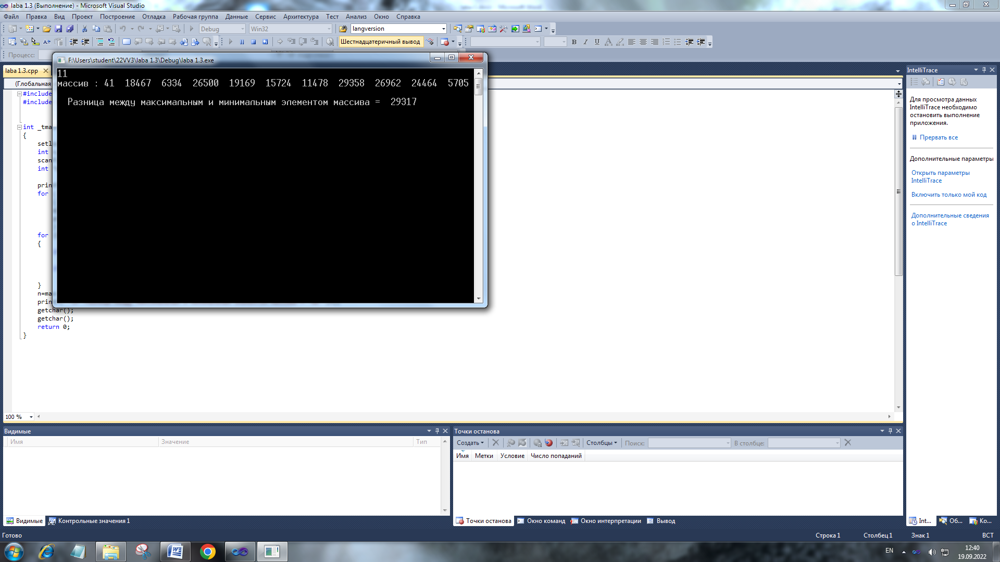 laba 1.3 (Выполнение) - Microsoft Visual Studio
Файл Правка Вид Проект Построение Отладка Рабочая группа Данные Сервис Архитектура Тест Анализ Окно Справка
Debug Win32 langversion
Шестнадцатеричный вывод
Процесс:
F:\Users\student\22VV3\laba 1.3\Debug\laba 1.3.exe
11
массив : 41 18467 6334 26500 19169 15724 11478 29358 26962 24464 5705
Разница между максимальным и минимальным элементом массива = 29317
laba 1.3.cpp
(Глобальная
#include
#include
int _tma
{
setl
int
scan
int
prin
for
for
{
}
n=ma
prin
getchar();
getchar();
return 0;
}
100 %
IntelliTrace
Для просмотра данных
IntelliTrace необходимо
остановить выполнение
приложения.
Прервать все
Дополнительные параметры
Открыть параметры
IntelliTrace
Включить только мой код
Дополнительные сведения
о IntelliTrace
Видимые
Имя Значение Тип
Видимые Контрольные значения 1
Точки останова
Создать Столбцы Поиск: В столбце:
Имя Метки Условие Число попаданий
Точки останова Окно команд Окно интерпретации Вывод
Int... Об... Ко...
Готово Строка 1 Столбец 1 Знак 1 ВСТ
EN
12:40
19.09.2022